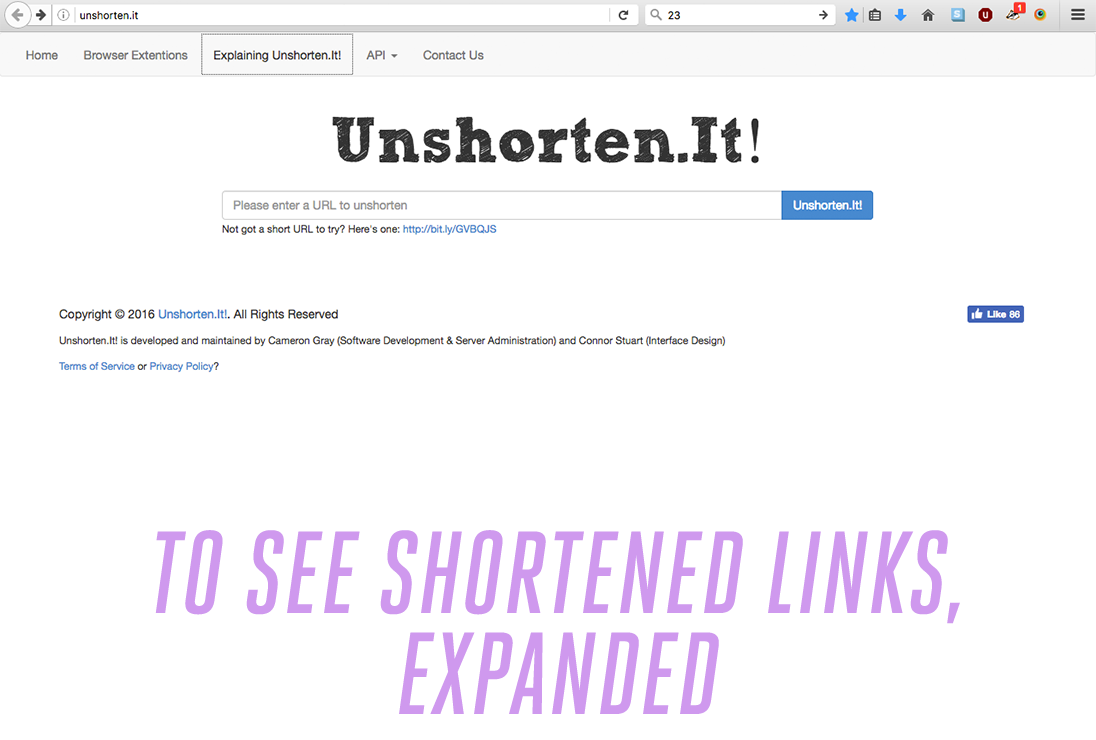 unshorten.it
23
1
S
U
Home Browser Extentions Explaining Unshorten.It! API Contact Us
Unshorten.It!
Please enter a URL to unshorten Unshorten.It!
Not got a short URL to try? Here's one: http://bit.ly/GVBQJS
Copyright © 2016 Unshorten.It!. All Rights Reserved Like 86
Unshorten.It! is developed and maintained by Cameron Gray (Software Development & Server Administration) and Connor Stuart (Interface Design)
Terms of Service or Privacy Policy?
TO SEE SHORTENED LINKS,
EXPANDED